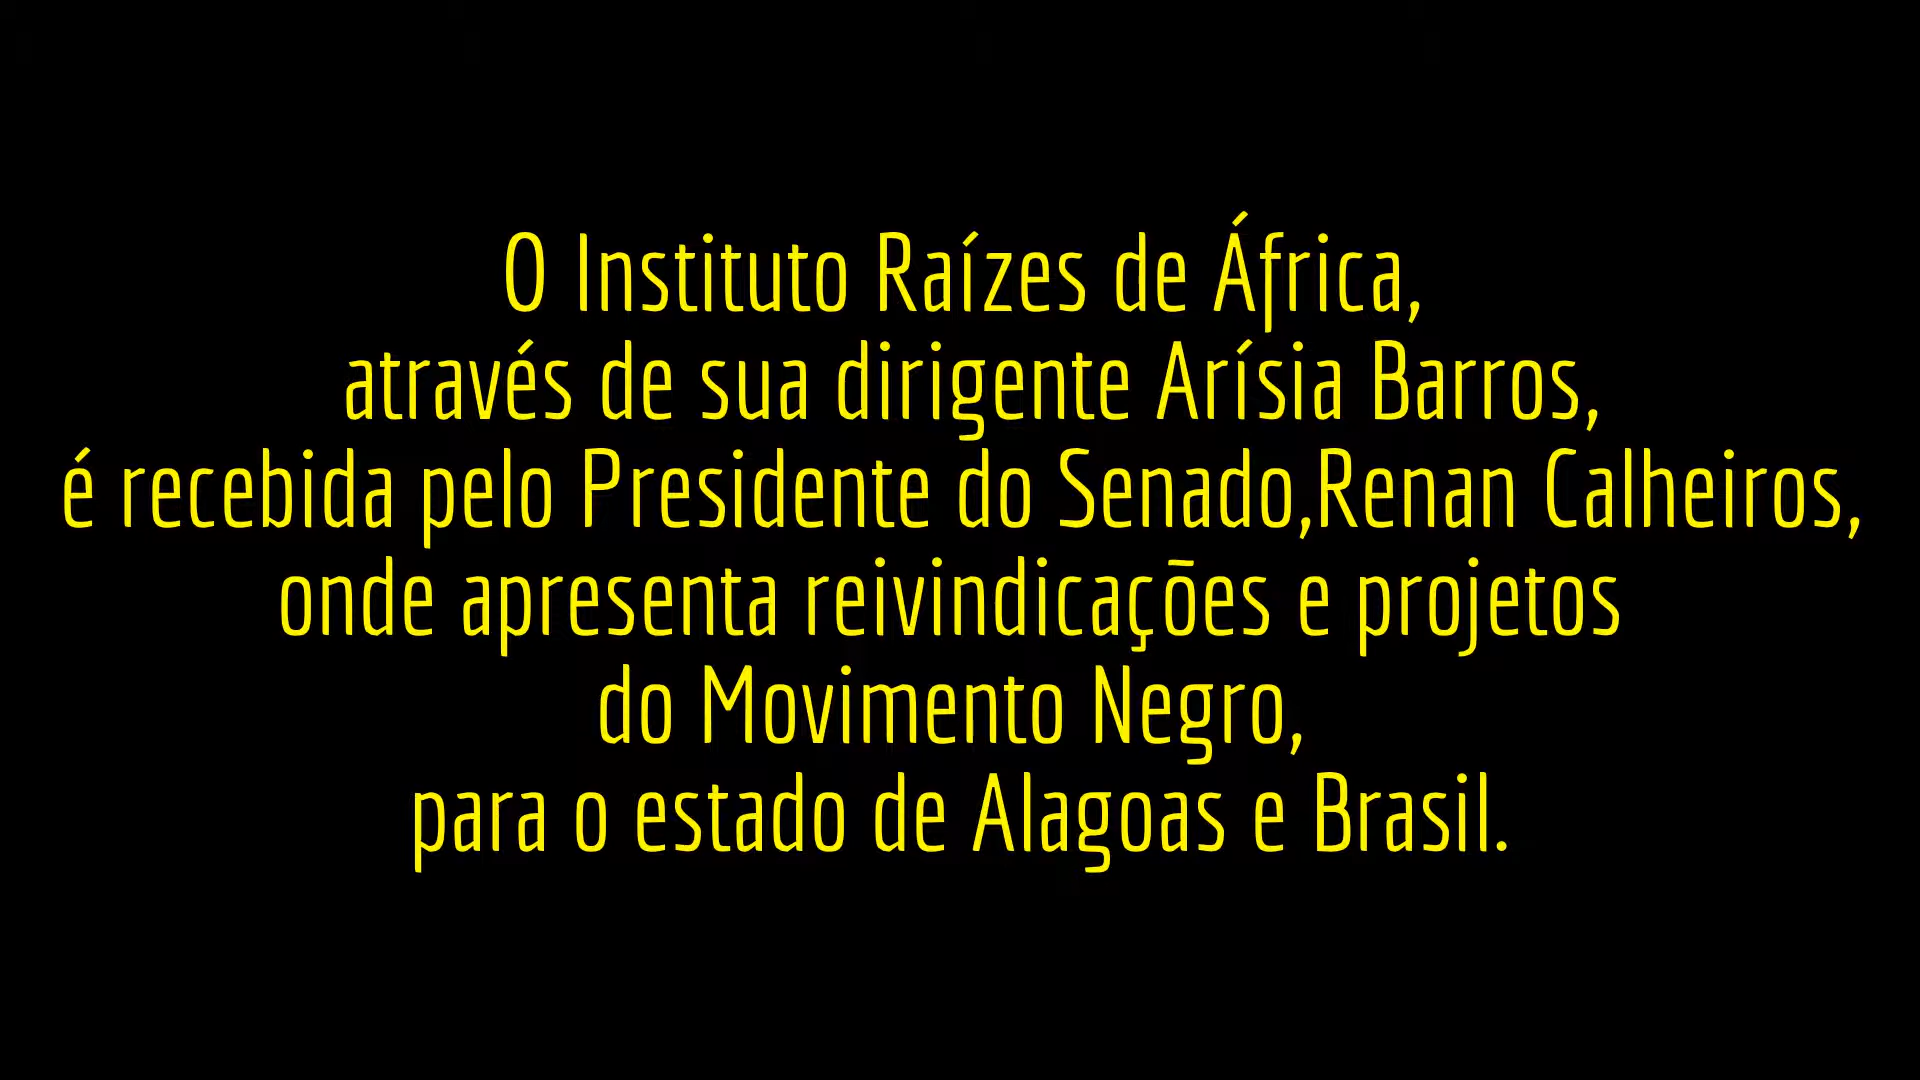 O Instituto Raízes de África,
através de sua dirigente Arísia Barros,
é recebida pelo Presidente do Senado,Renan Calheiros,
onde apresenta reivindicações e projetos
do Movimento Negro,
para o estado de Alagoas e Brasil.